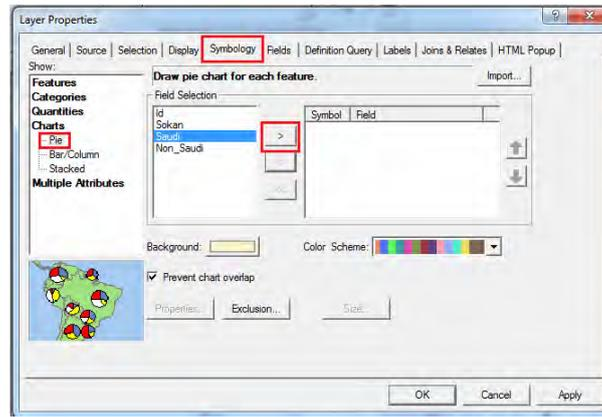 Layer Properties
General | Source | Selection | Display | Symbology | Fields | Definition Query | Labels | Joins & Relates | HTML Popup |
Show:
Features
Categories
Quantities
Charts
Pie
Bar/Column
Stacked
Multiple Attributes
Draw pie chart for each feature.
Import...
Field Selection
Id
Sokan
Saudi
Non_Saudi
>
<
<<
Symbol Field
Background:
Color Scheme:
Prevent chart overlap
Properties...
Exclusion...
Size...
OK
Cancel
Apply